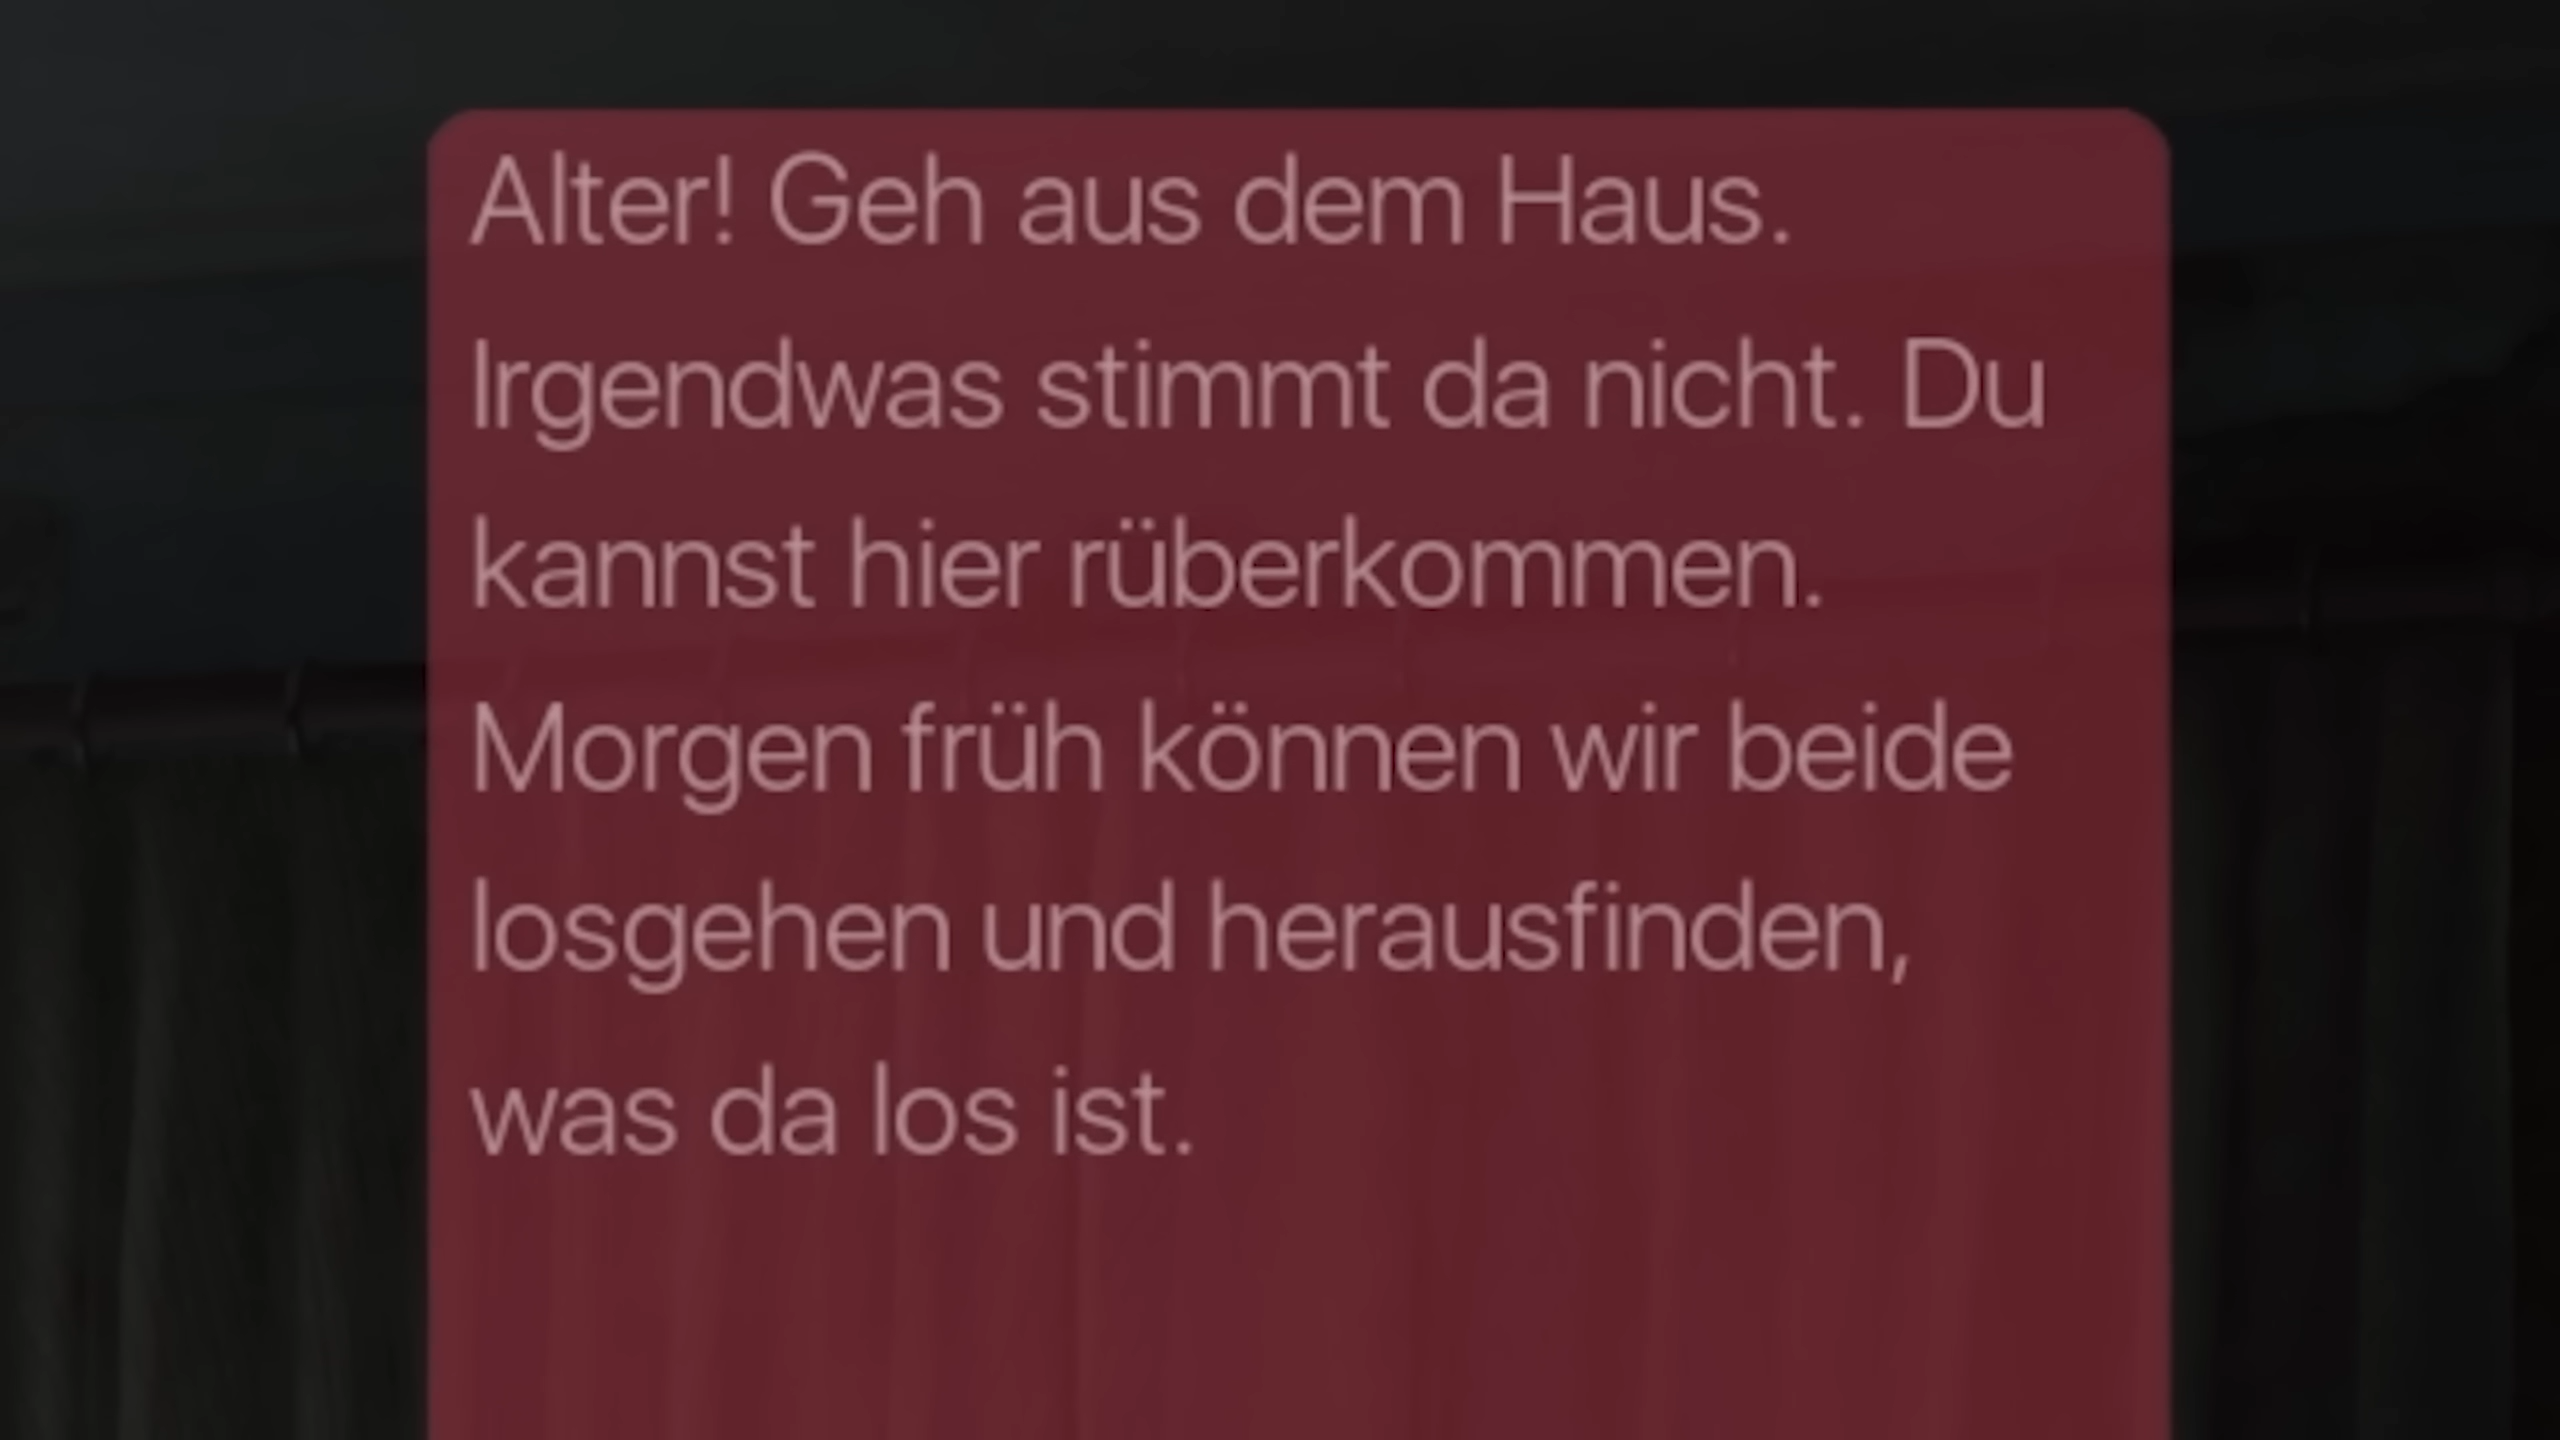 Alter! Geh aus dem Haus.
Irgendwas stimmt da nicht. Du
kannst hier rüberkommen.
Morgen früh können wir beide
losgehen und herausfinden,
was da los ist.